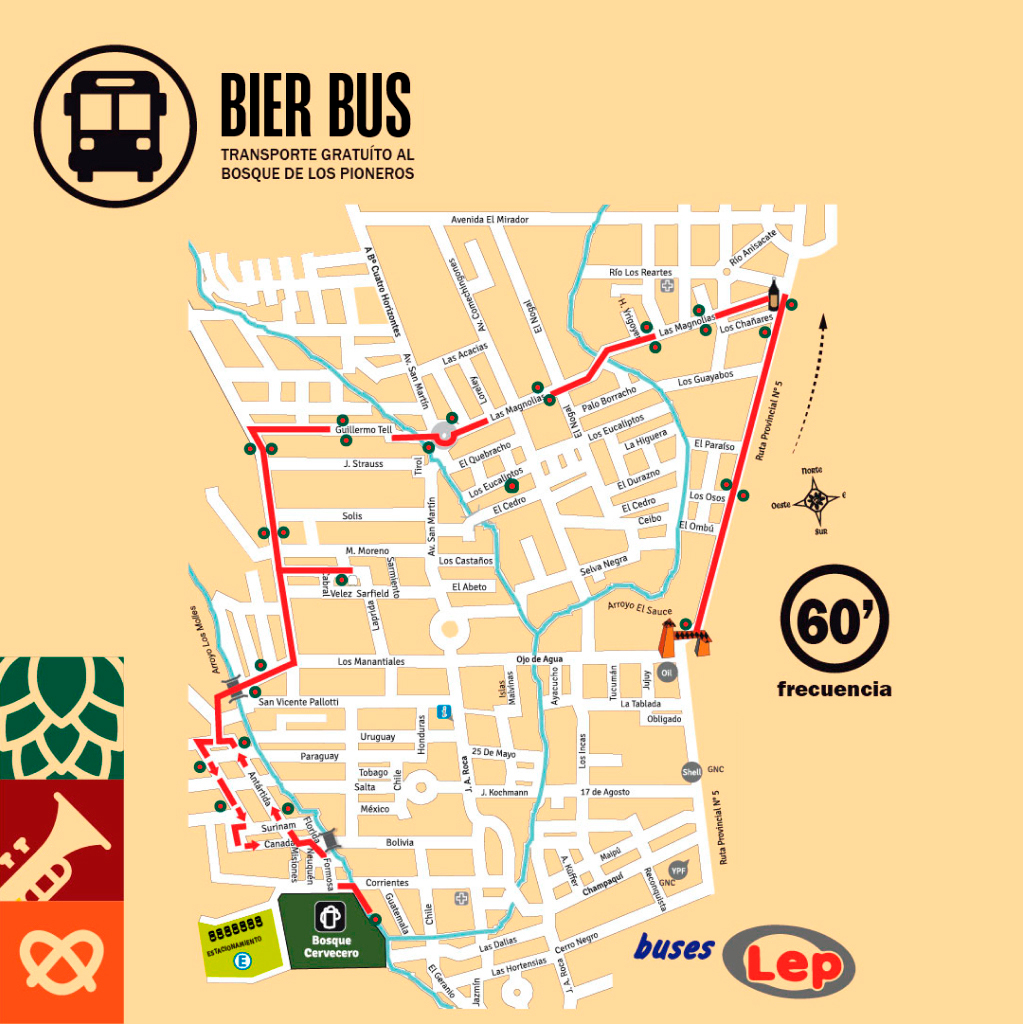 BIER BUS
TRANSPORTE GRATUÍTO AL
BOSQUE DE LOS PIONEROS
Avenida El Mirador
A Bº Cuatro Horizontes
Av. Comechingones
El Nogal
Río Anisacate
Río Los Reartes
H. Yrigoyen
Las Magnolias
Los Chañares
Las Acacias
Av. San Martín
Loreley
Los Guayabos
Las Magnolias
Palo Borracho
El Nogal
Guillermo Tell
Los Eucaliptos
La Higuera
El Paraíso
Ruta Provincial Nº 5
J. Strauss
Tirol
El Quebracho
Los Eucaliptos
El Durazno
Norte
Oeste
e
sur
El Cedro
Los Osos
El Cedro
Ceibo
El Ombú
Solis
Av. San Martín
M. Moreno
Sarmiento
Los Castaños
Selva Negra
Cabral
Velez Sarfield
El Abeto
Laprida
Arroyo El Sauce
Arroyo Los Molles
60'
frecuencia
Los Manantiales
Ojo de Agua
Oil
San Vicente Pallotti
Islas
Malvinas
Ayacucho
Tucumán
Jujuy
La Tablada
Obligado
Honduras
Uruguay
Paraguay
25 De Mayo
Los Incas
Tobago
Chile
J. A. Roca
Shell
GNC
Antártida
Salta
J. Kochmann
17 de Agosto
México
Ruta Provincial Nº 5
Florida
Surinam
Canada
Bolivia
Misiones
Neuquén
Formosa
A. Küffer
Maipú
Champaquí
Reconquista
YPF
GNC
Corrientes
Guatemala
Chile
ESTACIONAMIENTO
E
Bosque
Cervecero
Las Dalias
Cerro Negro
Las Hortensias
El Geranio
Jazmín
J. A. Roca
buses
Lep